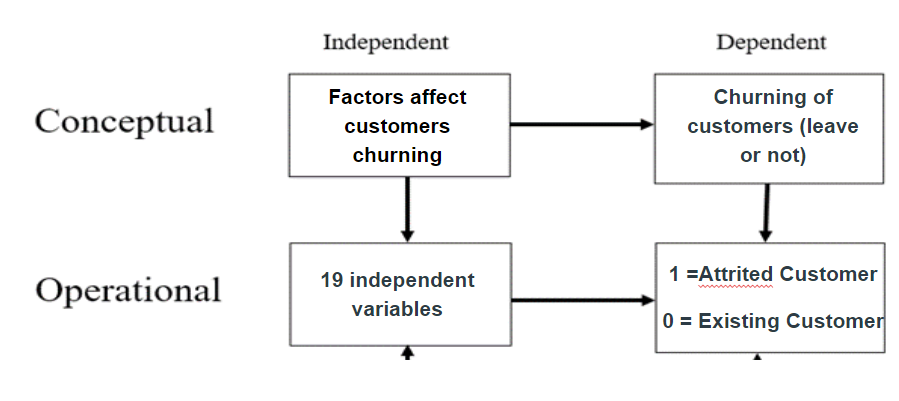 Independent
Dependent
Conceptual
Factors affect
customers
churning
Churning of
customers (leave
or not)
Operational
19 independent
variables
1 =Attrited Customer
0 = Existing Customer